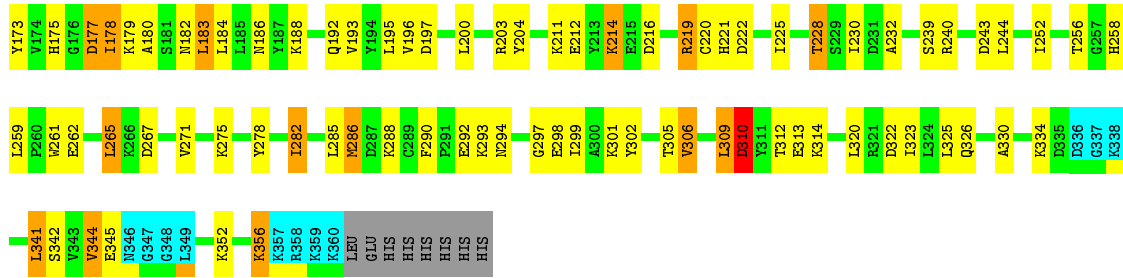 Y173 V174 H175 G176 D177 I178 K179 A180 S181 N182 L183 L184 L185 N186 Y187 K188 Q192 V193 Y194 L195 V196 D197 L200 R203 Y204 K211 E212 Y213 K214 E215 D216 R219 C220 H221 D222 I225 T228 S229 I230 D231 A232 S239 R240 D243 L244 I252 T256 G257 H258
L259 P260 W261 E262 L265 K266 D267 V271 K275 Y278 I282 L285 M286 D287 K288 C289 F290 P291 E292 K293 N294 G297 E298 I299 A300 K301 Y302 T305 V306 L309 D310 Y311 T312 E313 K314 L320 R321 D322 I323 L324 L325 Q326 A330 K334 D335 D336 G337 K338
L341 S342 V343 V344 E345 N346 G347 G348 L349 K352 K356 K357 R358 K359 K360 LEU GLU HIS HIS HIS HIS HIS HIS